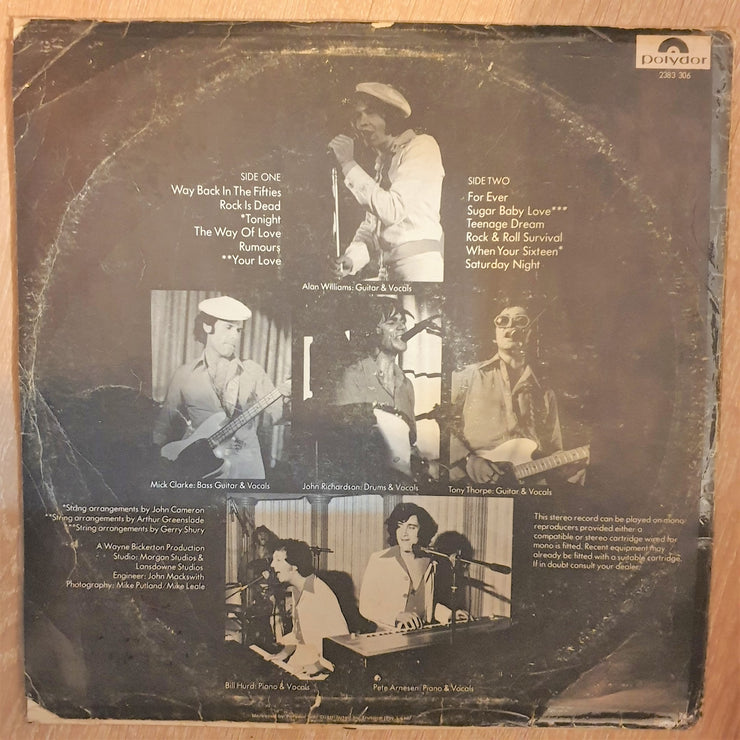 polydor
2383 306
SIDE ONE
Way Back In The Fifties
Rock Is Dead
*Tonight
The Way Of Love
Rumours
**Your Love
SIDE TWO
For Ever
Sugar Baby Love***
Teenage Dream
Rock & Roll Survival
When Your Sixteen*
Saturday Night
Alan Williams: Guitar & Vocals
Mick Clarke: Bass Guitar & Vocals
John Richardson: Drums & Vocals
Tony Thorpe: Guitar & Vocals
*String arrangements by John Cameron
**String arrangements by Arthur Greenslade
***String arrangements by Gerry Shury
A Wayne Bickerton Production
Studio: Morgan Studios &
Lansdowne Studios
Engineer: John Mackswith
Photography: Mike Putland/Mike Leale
This stereo record can be played on mono
reproducers provided either a
compatible or stereo cartridge wired for
mono is fitted. Recent equipment may
already be fitted with a suitable cartridge.
If in doubt consult your dealer.
Bill Hurd: Piano & Vocals
Pete Arnesen: Piano & Vocals